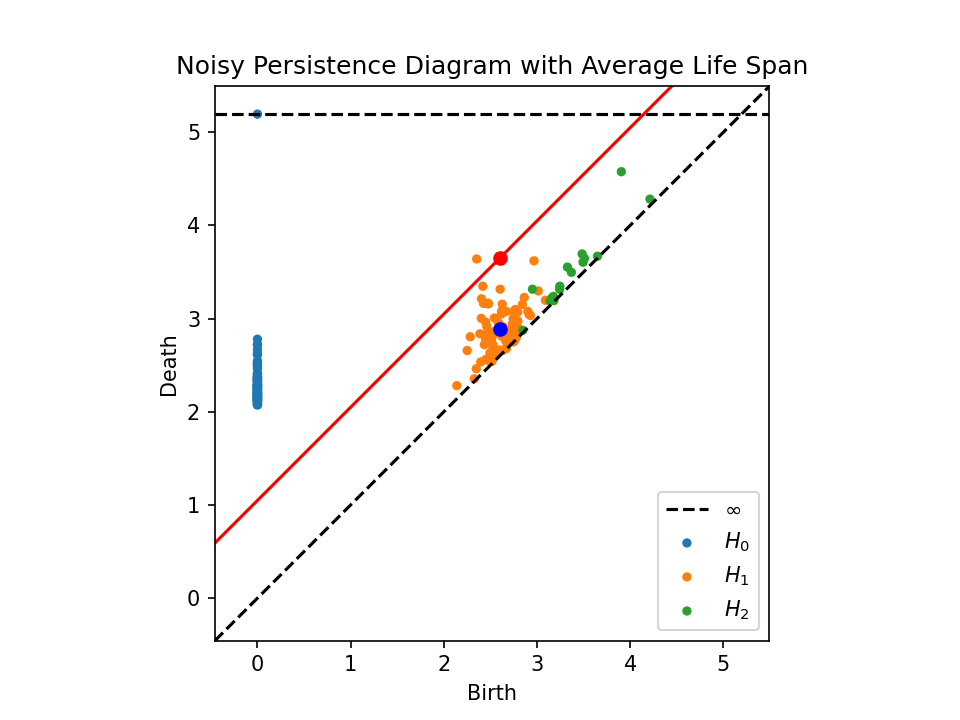 Noisy Persistence Diagram with Average Life Span
Death
5
4
3
2
1
0
0 1 2 3 4 5
Birth
∞
H₀
H₁
H₂